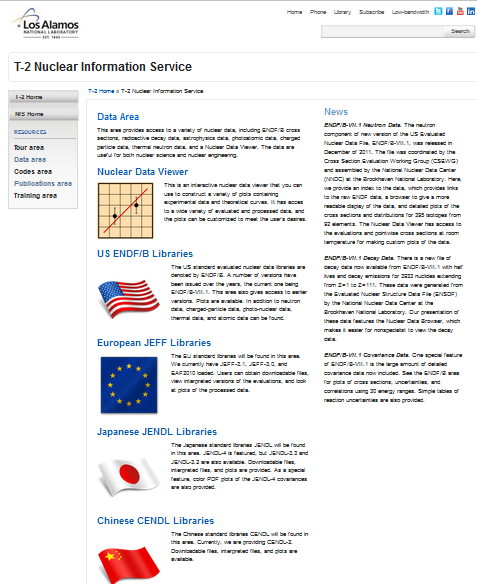 Home Phone Library Subscribe Low-bandwidth
Los Alamos
NATIONAL LABORATORY
EST. 1943
Search
T-2 Nuclear Information Service
T-2 Home
NIS Home
RESOURCES
Tour area
Data area
Codes area
Publications area
Training area
T-2 Home » T-2 Nuclear Information Service
Data Area
This area provides access to a variety of nuclear data, including ENDF/B cross
sections, radioactive decay data, astrophysics data, photoatomic data, charged
particle data, thermal neutron data, and a Nuclear Data Viewer. The data are
useful for both nuclear science and nuclear engineering.
Nuclear Data Viewer
This is an interactive nuclear data viewer that you can
use to construct a variety of plots containing
experimental data and theoretical curves. It has access
to a wide variety of evaluated and processed data, and
the plots can be customized to meet the user's desires.
US ENDF/B Libraries
The US standard evaluated nuclear data libraries are
denoted by ENDF/B. A number of versions have
been issued over the years, the current one being
ENDF/B-VII.1. This area also gives access to earlier
versions. Plots are available. In addition to neutron
data, charged-particle data, photo-nuclear data,
thermal data, and atomic data can be found.
European JEFF Libraries
The EU standard libraries will be found in this area.
We currently have JEFF-3.1, JEFF-3.0, and
EAF2010 loaded. Users can obtain downloadable files,
view interpreted versions of the evaluations, and look
at plots of the processed data.
Japanese JENDL Libraries
The Japanese standard libraries JENDL will be found
in this area. JENDL-4 is featured, but JENDL-3.3 and
JENDL-3.2 are also available. Downloadable files,
interpreted files, and plots are provided. As a special
feature, color PDF plots of the JENDL-4 covariances
are also provided.
Chinese CENDL Libraries
The Chinese standard libraries CENDL will be found in
this area. Currently, we are providing CENDL-2.
Downloadable files, interpreted files, and plots are
available.
News
ENDF/B-VII.1 Neutron Data. The neutron
component of new version of the US Evaluated
Nuclear Data File, ENDF/B-VII.1, was released in
December of 2011. The file was coordinated by the
Cross Section Evaluation Working Group (CSEWG)
and assembled by the National Nuclear Data Center
(NNDC) at the Brookhaven National Laboratory. Here,
we provide an index to the data, which provides links
to the raw ENDF data, a browser to give a more
readable display of the data, and detailed plots of the
cross sections and distributions for 395 isotopes from
92 elements. The Nuclear Data Viewer has access to
the evaluations and pointwise cross sections at room
temperature for making custom plots of the data.
ENDF/B-VII.1 Decay Data. There is a new file of
decay data now available from ENDF/B-VII.1 with half
lives and decay emissions for 3933 nuclides extending
from Z=1 to Z=111. These data were generated from
the Evaluated Nuclear Structure Data File (ENSDF)
by the National Nuclear Data Center at the
Brookhaven National Laboratory. Our presentation of
these data features the Nuclear Data Browser, which
makes it easier for nonspecialist to view the decay
data.
ENDF/B-VII.1 Covariance Data. One special
feature of ENDF/B-VII.1 is the large amount of detailed
covariance data now included. See the ENDF/B area
for plots of cross sections, uncertainties, and
correlations using 30 energy ranges. Simple tables of
reaction uncertainties are also provided.